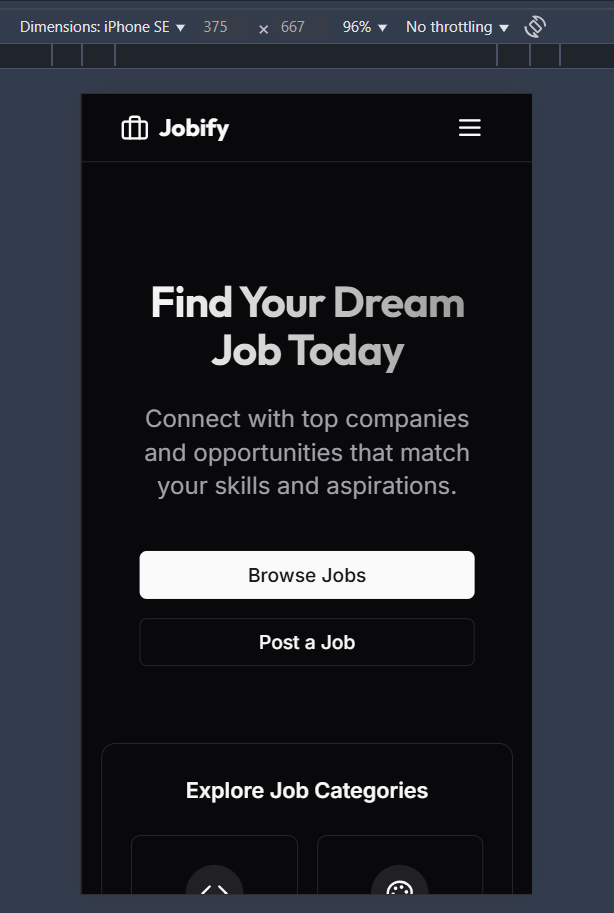 Dimensions: iPhone SE ▼ 375 × 667 96% ▼ No throttling ▼
Jobify
Find Your Dream
Job Today
Connect with top companies
and opportunities that match
your skills and aspirations.
Browse Jobs
Post a Job
Explore Job Categories